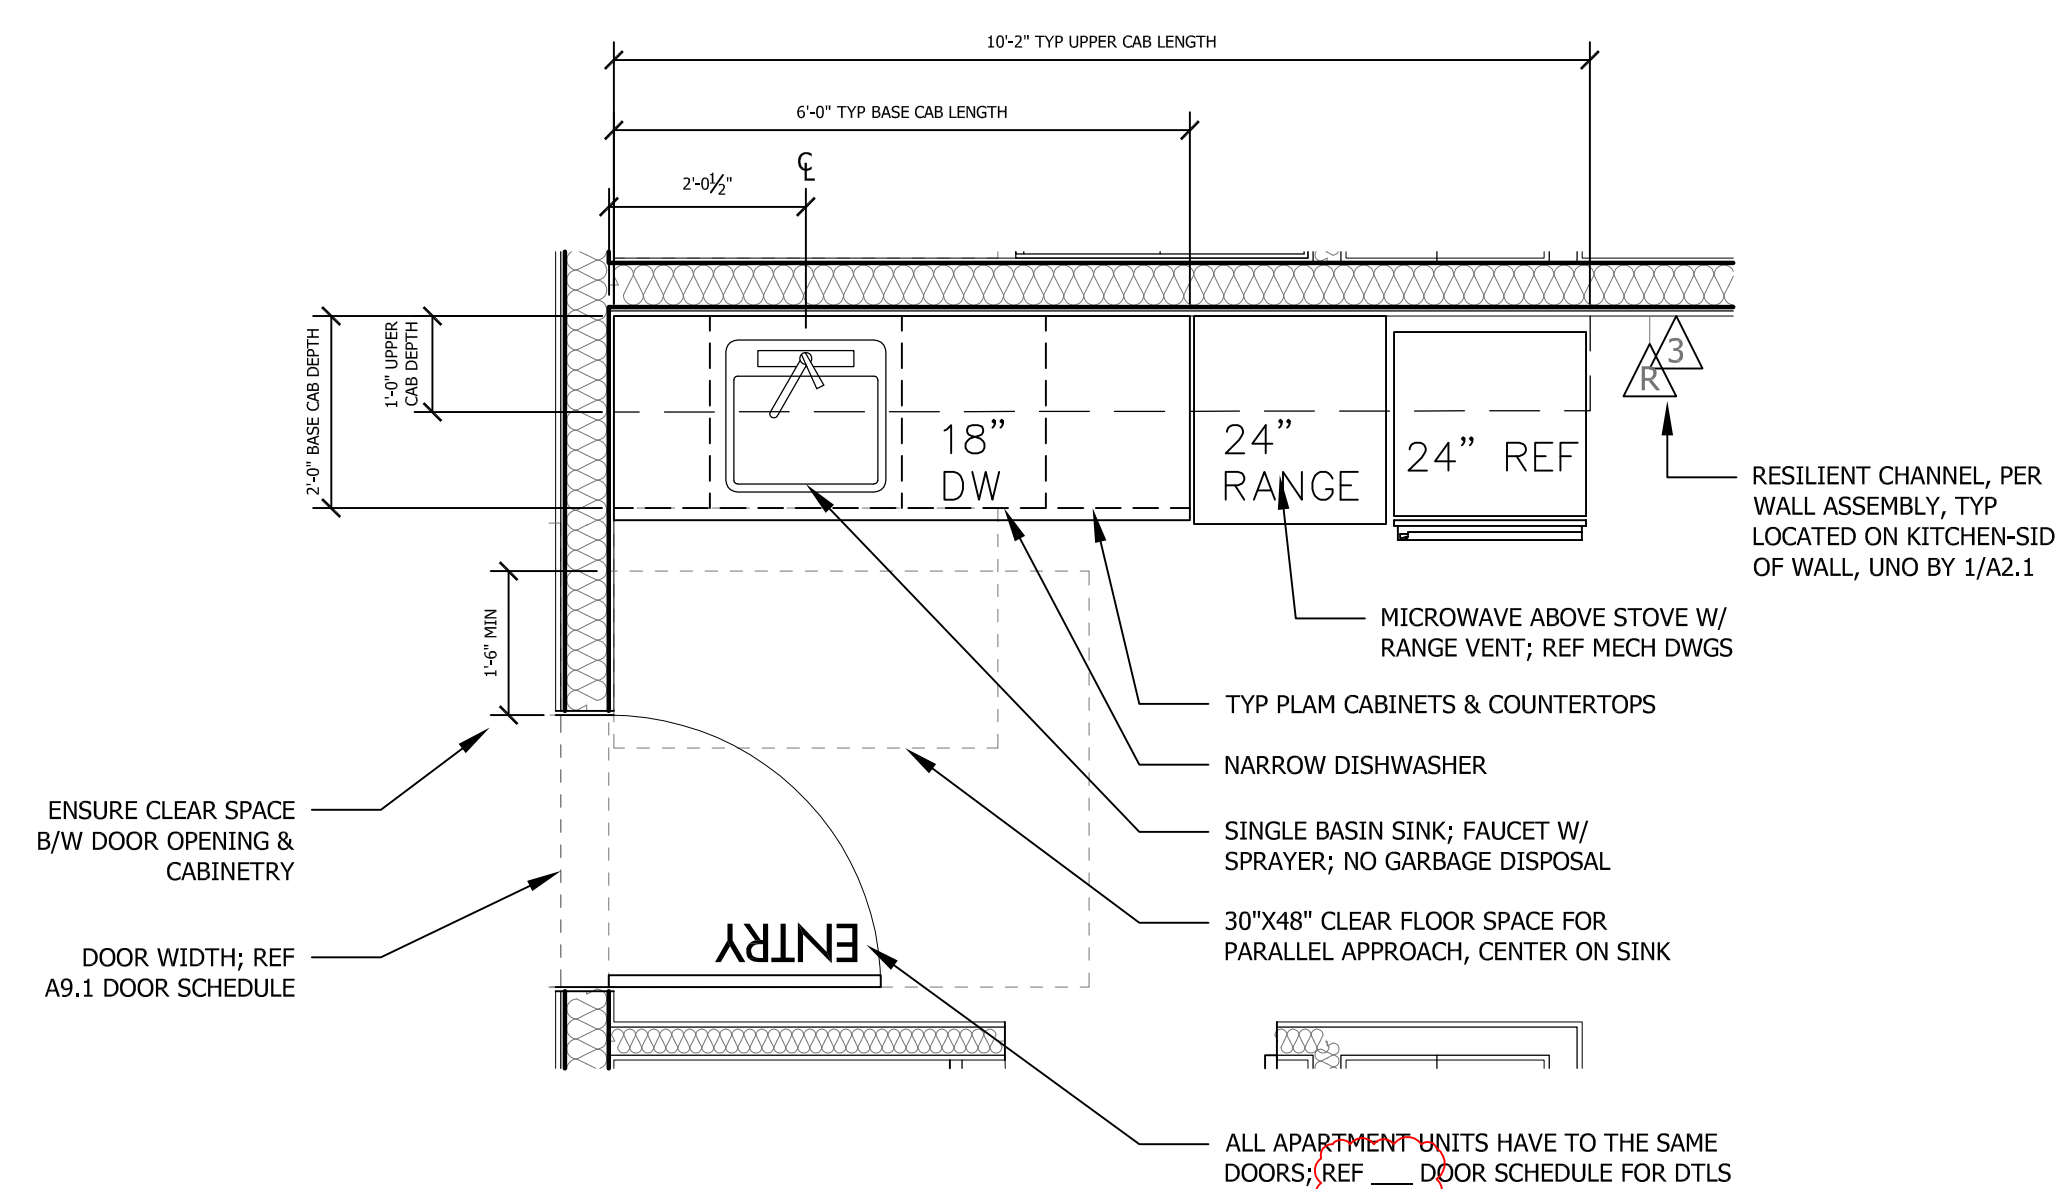 10'-2" TYP UPPER CAB LENGTH
6'-0" TYP BASE CAB LENGTH
℄
2'-0½"
2'-0" BASE CAB DEPTH
1'-0" UPPER
CAB DEPTH
18”
DW
24”
RANGE
24” REF
3
R
RESILIENT CHANNEL, PER
WALL ASSEMBLY, TYP
LOCATED ON KITCHEN-SID
OF WALL, UNO BY 1/A2.1
1'-6" MIN
MICROWAVE ABOVE STOVE W/
RANGE VENT; REF MECH DWGS
TYP PLAM CABINETS & COUNTERTOPS
NARROW DISHWASHER
ENSURE CLEAR SPACE
B/W DOOR OPENING &
CABINETRY
SINGLE BASIN SINK; FAUCET W/
SPRAYER; NO GARBAGE DISPOSAL
DOOR WIDTH; REF
A9.1 DOOR SCHEDULE
ENTRY
30"X48" CLEAR FLOOR SPACE FOR
PARALLEL APPROACH, CENTER ON SINK
ALL APARTMENT UNITS HAVE TO THE SAME
DOORS; REF ___ DOOR SCHEDULE FOR DTLS